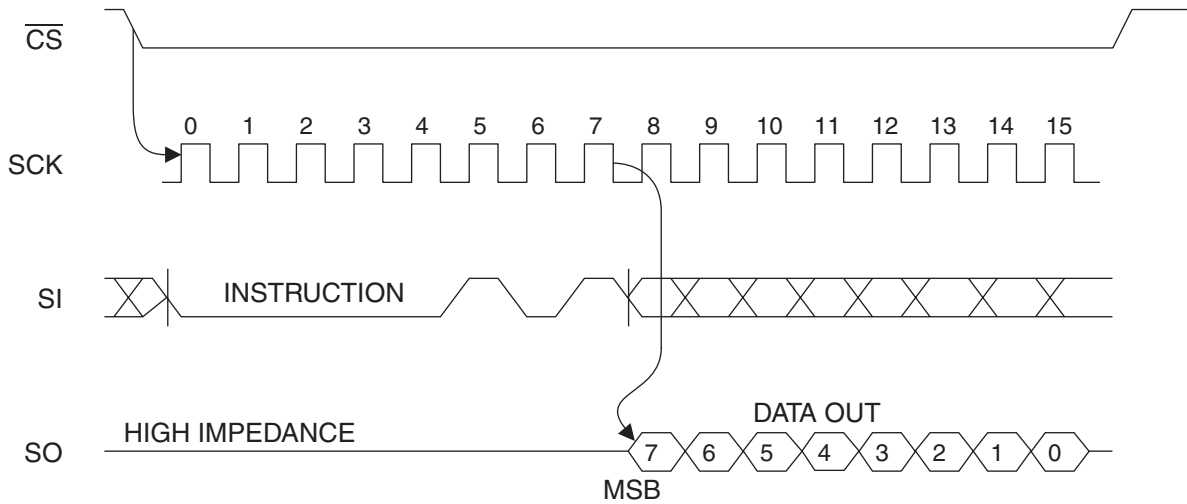 C̅S̅
0 1 2 3 4 5 6 7 8 9 10 11 12 13 14 15
SCK
SI
INSTRUCTION
DATA OUT
HIGH IMPEDANCE
SO
7 6 5 4 3 2 1 0
MSB